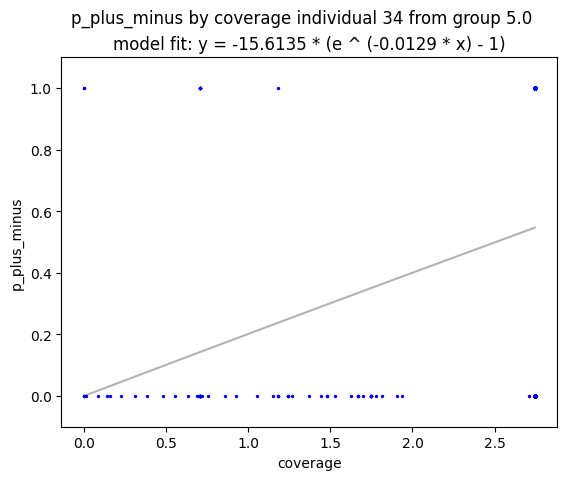 p_plus_minus by coverage individual 34 from group 5.0
model fit: y = -15.6135 * (e ^ (-0.0129 * x) - 1)
1.0
0.8
0.6
0.4
0.2
0.0
p_plus_minus
0.0 0.5 1.0 1.5 2.0 2.5
coverage